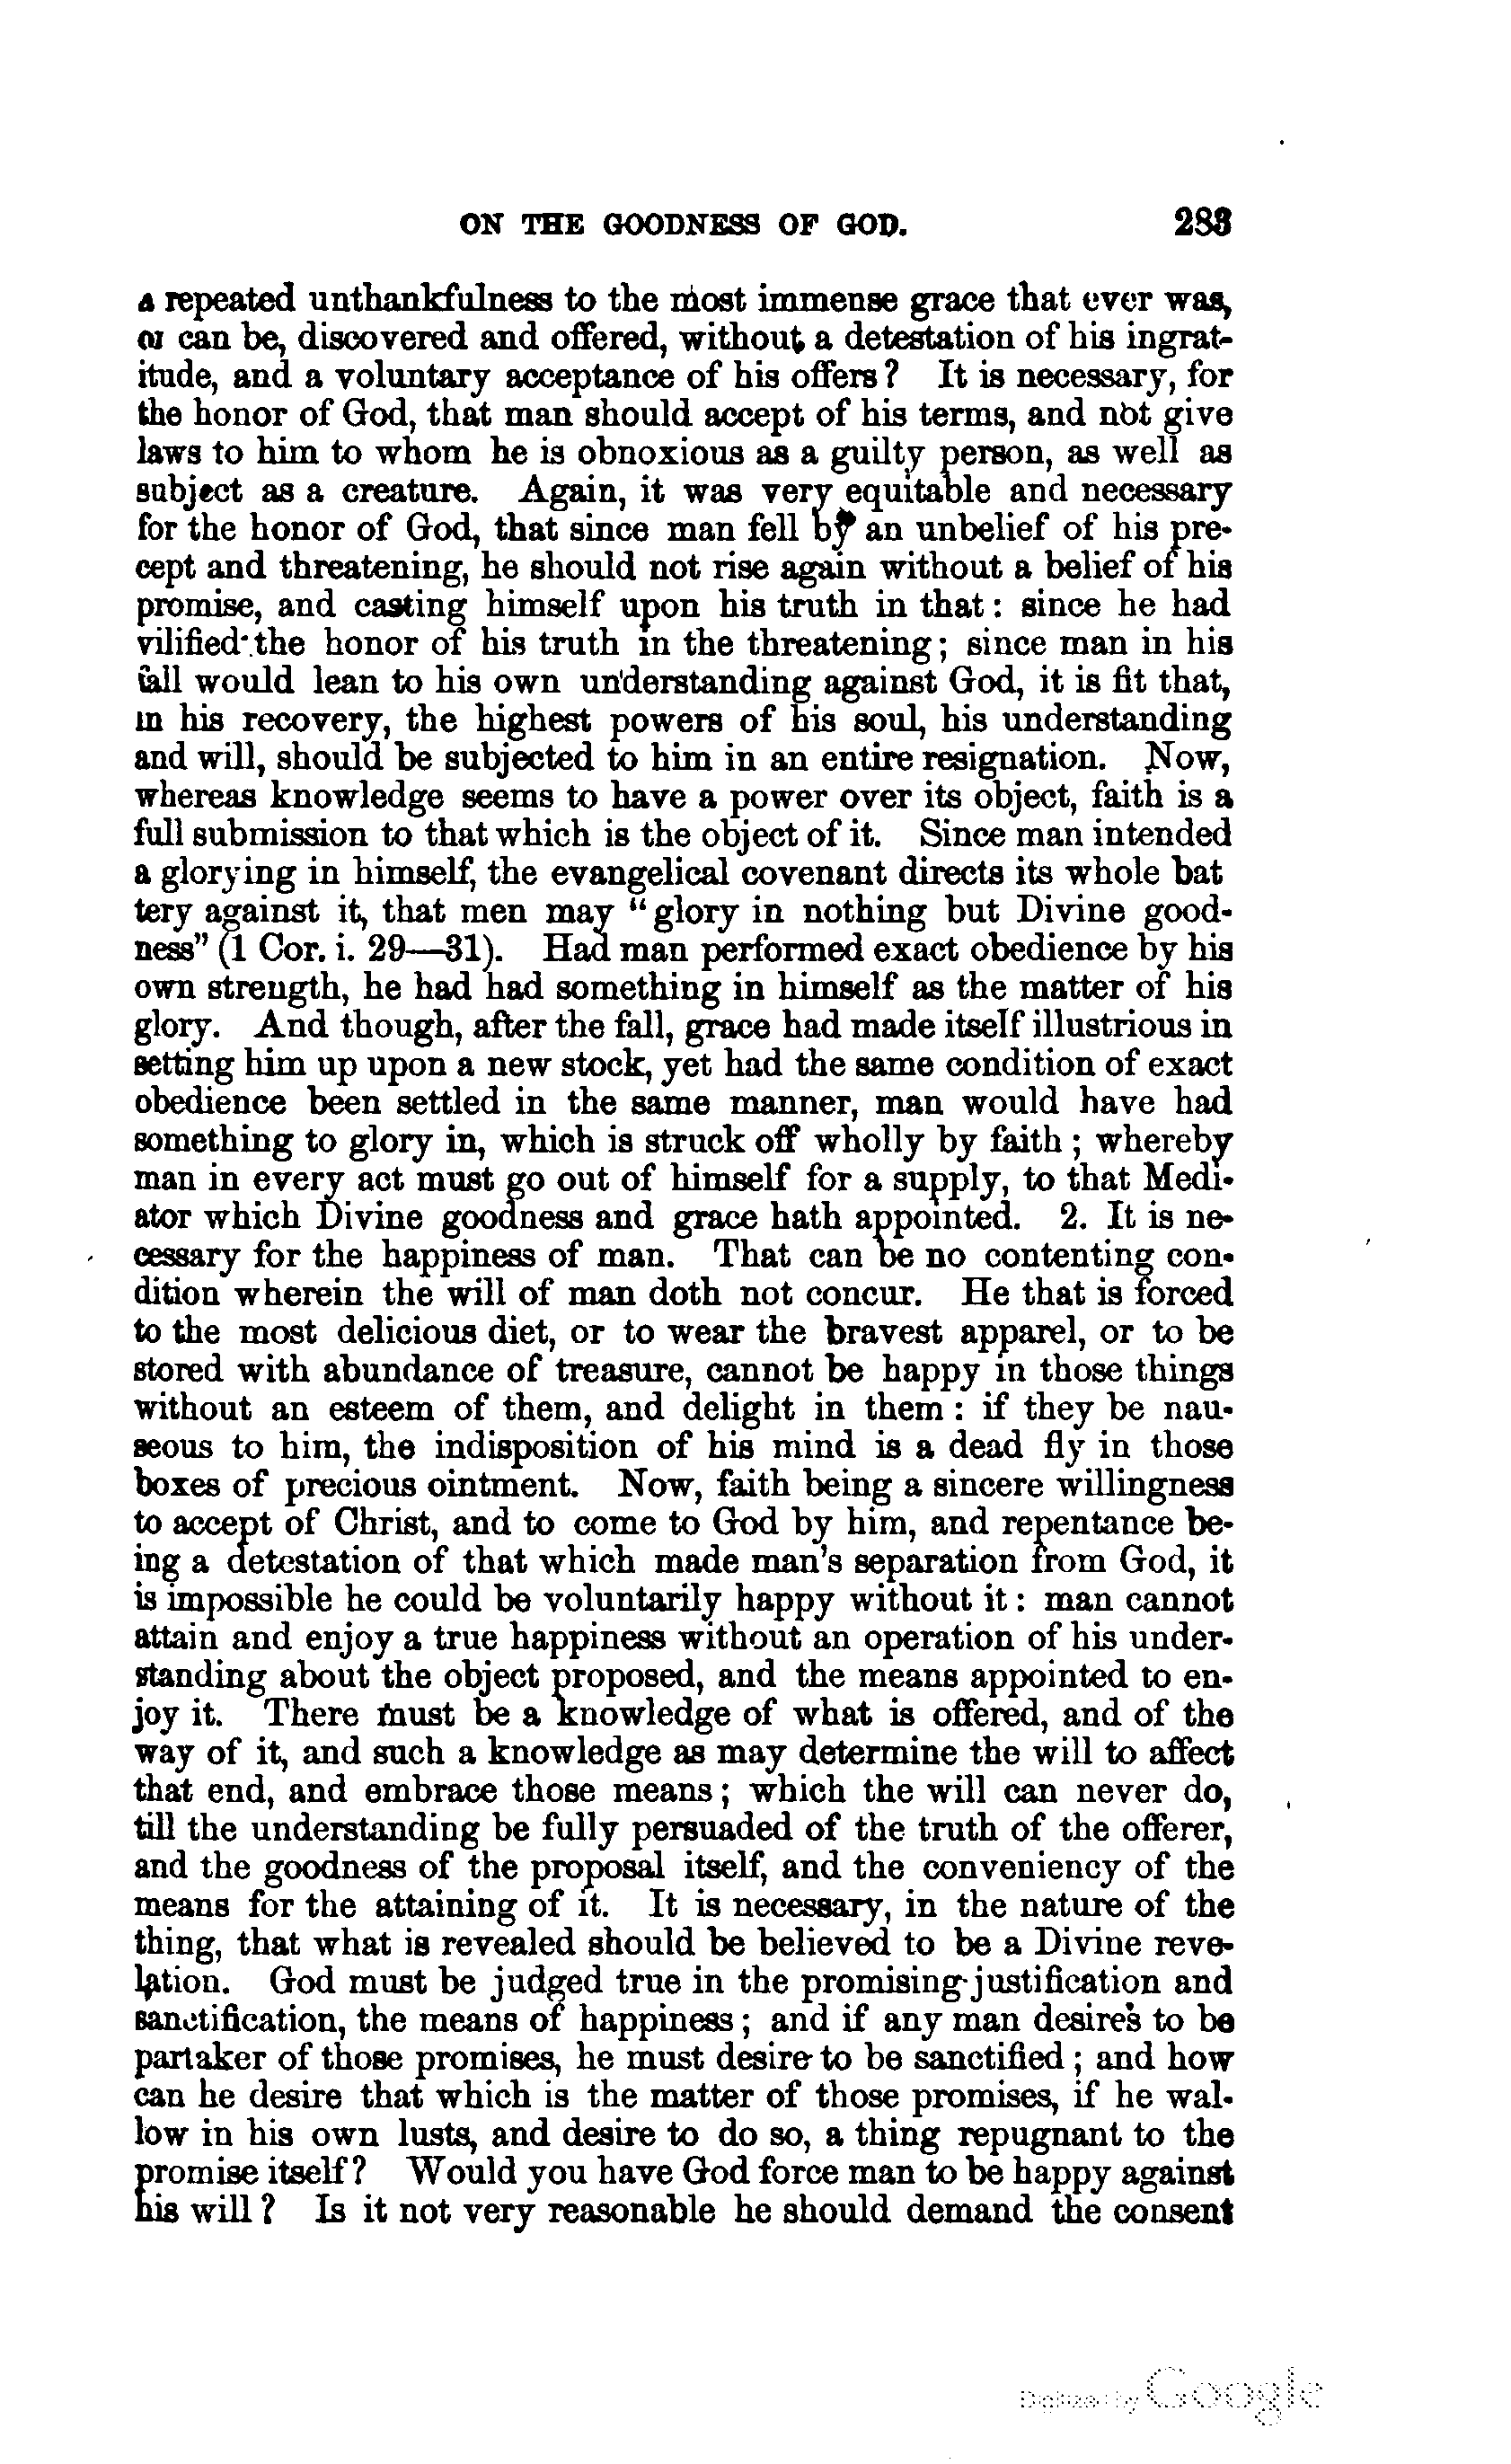 ON THE GOODNESS OF GOD. 283
a repeated unthankfulness to the most immense grace that ever was,
or can be, discovered and offered, without a detestation of his ingrat-
itude, and a voluntary acceptance of his offers? It is necessary, for
the honor of God, that man should accept of his terms, and not give
laws to him to whom he is obnoxious as a guilty person, as well as
subject as a creature. Again, it was very equitable and necessary
for the honor of God, that since man fell by an unbelief of his pre-
cept and threatening, he should not rise again without a belief of his
promise, and casting himself upon his truth in that: since he had
vilified the honor of his truth in the threatening; since man in his
fall would lean to his own understanding against God, it is fit that,
in his recovery, the highest powers of his soul, his understanding
and will, should be subjected to him in an entire resignation. Now,
whereas knowledge seems to have a power over its object, faith is a
full submission to that which is the object of it. Since man intended
a glorying in himself, the evangelical covenant directs its whole bat
tery against it, that men may "glory in nothing but Divine good-
ness" (1 Cor. i. 29—31). Had man performed exact obedience by his
own strength, he had had something in himself as the matter of his
glory. And though, after the fall, grace had made itself illustrious in
setting him up upon a new stock, yet had the same condition of exact
obedience been settled in the same manner, man would have had
something to glory in, which is struck off wholly by faith; whereby
man in every act must go out of himself for a supply, to that Medi-
ator which Divine goodness and grace hath appointed. 2. It is ne-
cessary for the happiness of man. That can be no contenting con-
dition wherein the will of man doth not concur. He that is forced
to the most delicious diet, or to wear the bravest apparel, or to be
stored with abundance of treasure, cannot be happy in those things
without an esteem of them, and delight in them: if they be nau-
seous to him, the indisposition of his mind is a dead fly in those
boxes of precious ointment. Now, faith being a sincere willingness
to accept of Christ, and to come to God by him, and repentance be-
ing a detestation of that which made man's separation from God, it
is impossible he could be voluntarily happy without it: man cannot
attain and enjoy a true happiness without an operation of his under-
standing about the object proposed, and the means appointed to en-
joy it. There must be a knowledge of what is offered, and of the
way of it, and such a knowledge as may determine the will to affect
that end, and embrace those means; which the will can never do,
till the understanding be fully persuaded of the truth of the offerer,
and the goodness of the proposal itself, and the conveniency of the
means for the attaining of it. It is necessary, in the nature of the
thing, that what is revealed should be believed to be a Divine reve-
lation. God must be judged true in the promising justification and
sanctification, the means of happiness; and if any man desires to be
partaker of those promises, he must desire to be sanctified; and how
can he desire that which is the matter of those promises, if he wal-
low in his own lusts, and desire to do so, a thing repugnant to the
promise itself? Would you have God force man to be happy against
his will? Is it not very reasonable he should demand the consent
Digitized by Google